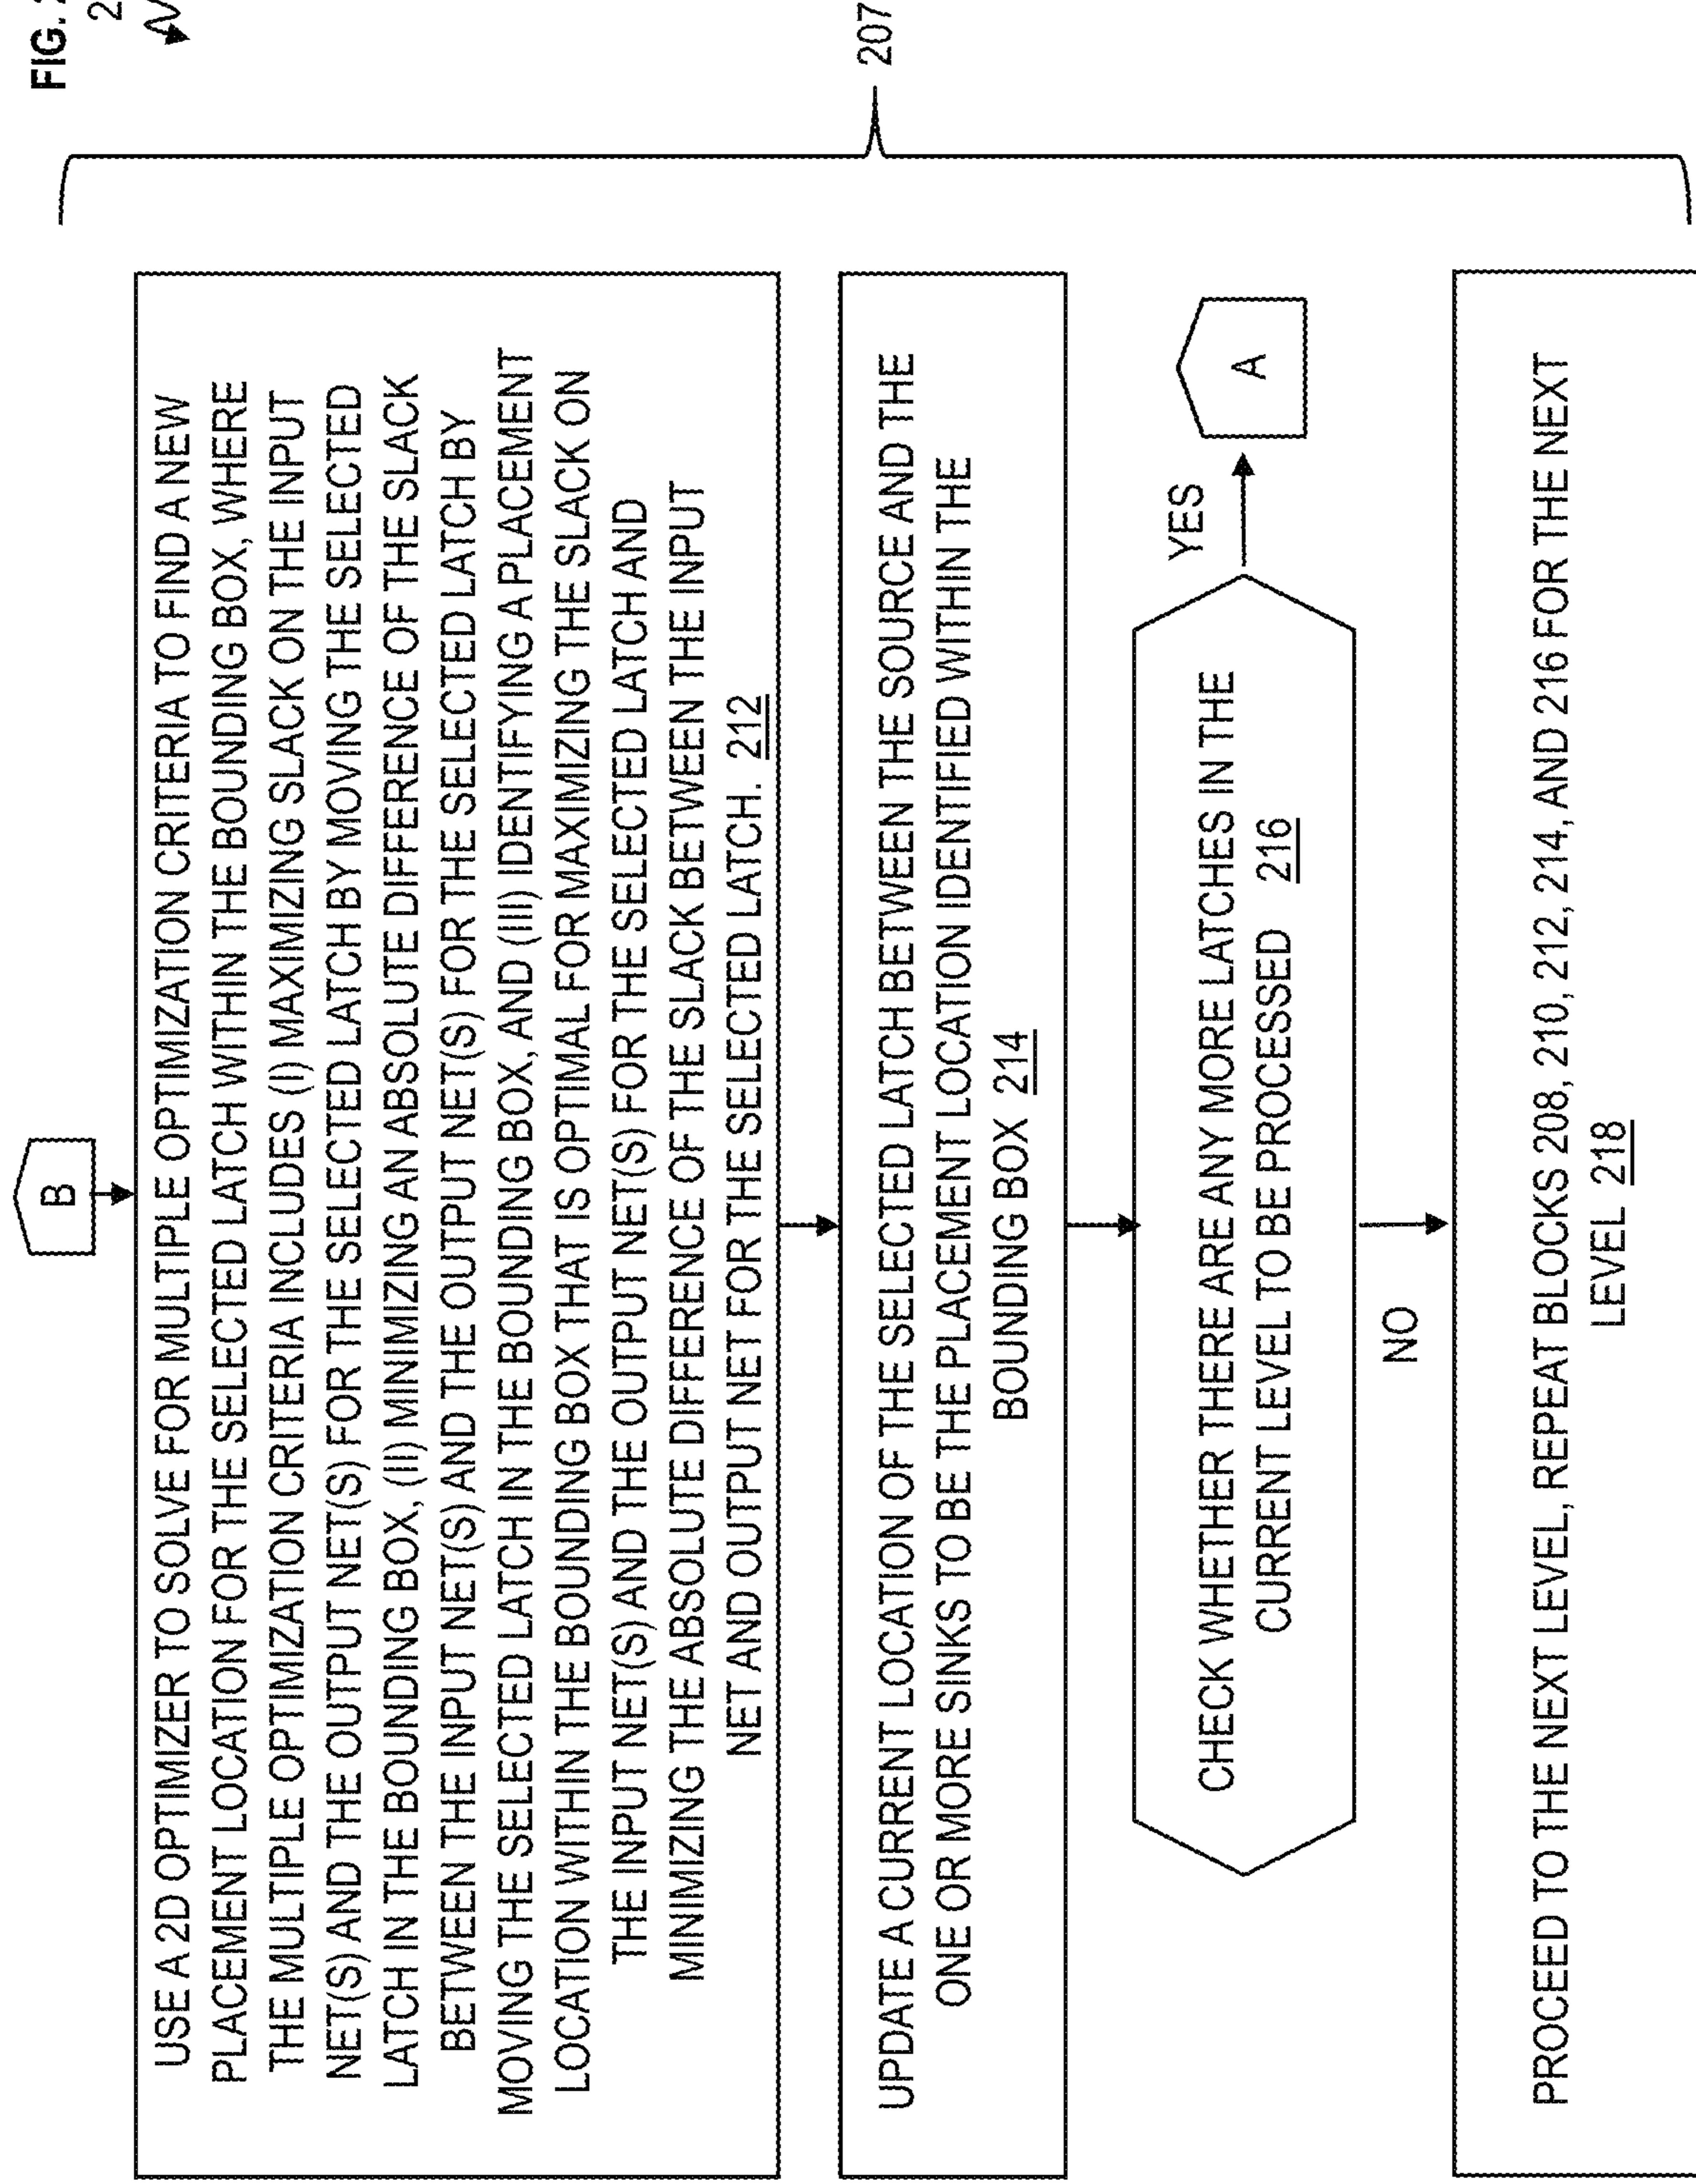 FIG. 2
2
B
USE A 2D OPTIMIZER TO SOLVE FOR MULTIPLE OPTIMIZATION CRITERIA TO FIND A NEW
PLACEMENT LOCATION FOR THE SELECTED LATCH WITHIN THE BOUNDING BOX, WHERE
THE MULTIPLE OPTIMIZATION CRITERIA INCLUDES (I) MAXIMIZING SLACK ON THE INPUT
NET(S) AND THE OUTPUT NET(S) FOR THE SELECTED LATCH BY MOVING THE SELECTED
LATCH IN THE BOUNDING BOX, (II) MINIMIZING AN ABSOLUTE DIFFERENCE OF THE SLACK
BETWEEN THE INPUT NET(S) AND THE OUTPUT NET(S) FOR THE SELECTED LATCH BY
MOVING THE SELECTED LATCH IN THE BOUNDING BOX, AND (III) IDENTIFYING A PLACEMENT
LOCATION WITHIN THE BOUNDING BOX THAT IS OPTIMAL FOR MAXIMIZING THE SLACK ON
THE INPUT NET(S) AND THE OUTPUT NET(S) FOR THE SELECTED LATCH AND
MINIMIZING THE ABSOLUTE DIFFERENCE OF THE SLACK BETWEEN THE INPUT
NET AND OUTPUT NET FOR THE SELECTED LATCH. 212
UPDATE A CURRENT LOCATION OF THE SELECTED LATCH BETWEEN THE SOURCE AND THE
ONE OR MORE SINKS TO BE THE PLACEMENT LOCATION IDENTIFIED WITHIN THE
BOUNDING BOX 214
207
CHECK WHETHER THERE ARE ANY MORE LATCHES IN THE
CURRENT LEVEL TO BE PROCESSED 216
YES
A
NO
PROCEED TO THE NEXT LEVEL, REPEAT BLOCKS 208, 210, 212, 214, AND 216 FOR THE NEXT
LEVEL 218